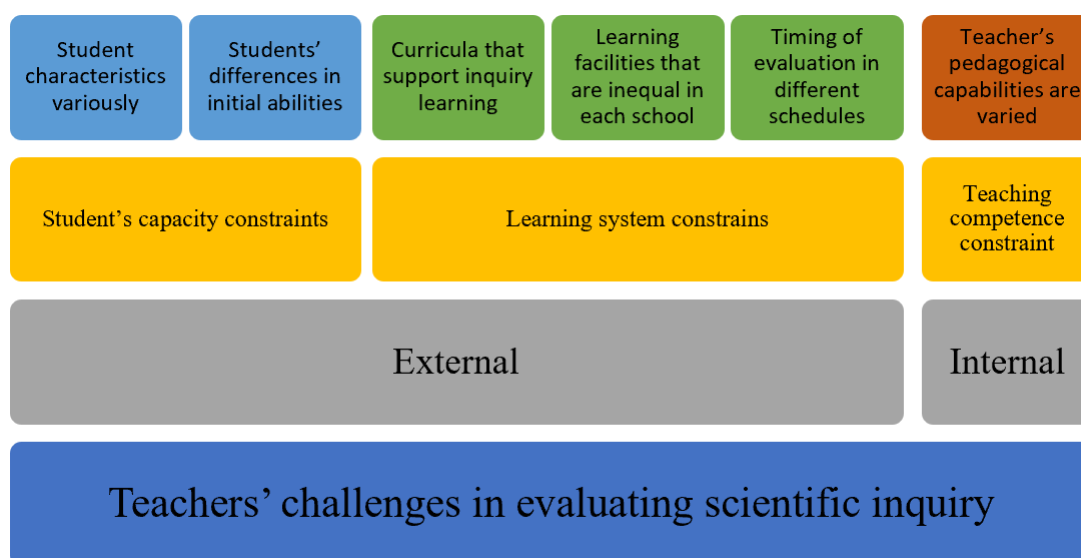 Student
characteristics
variously
Students'
differences in
initial abilities
Curricula that
support inquiry
learning
Learning
facilities that
are inequal in
each school
Timing of
evaluation in
different
schedules
Teacher's
pedagogical
capabilities are
varied
Student's capacity constraints
Learning system constrains
Teaching
competence
constraint
External
Internal
Teachers' challenges in evaluating scientific inquiry